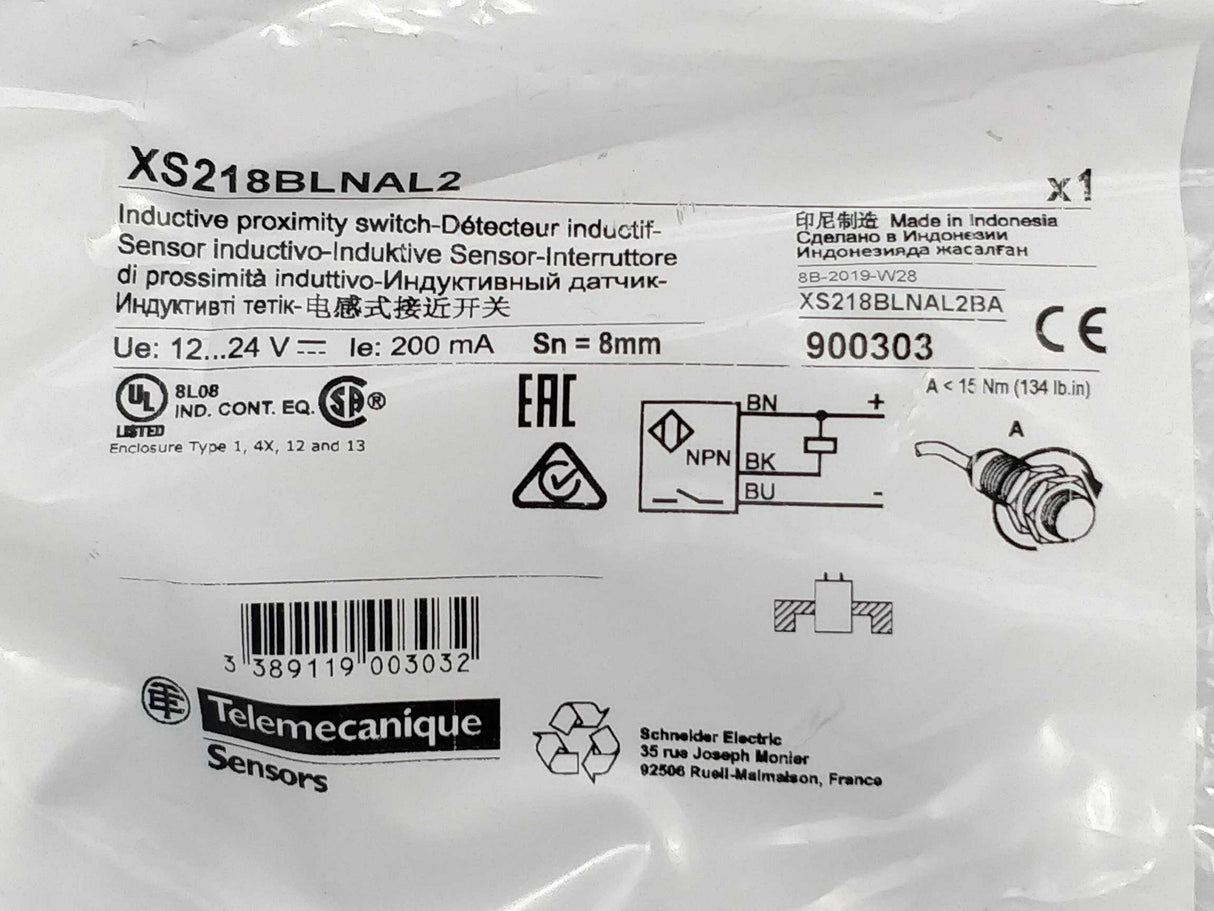 XS218BLNAL2
x1
Inductive proximity switch-Détecteur inductif-
Sensor inductivo-Induktive Sensor-Interruttore
di prossimità induttivo-Индуктивный датчик-
Индуктивті тетік-电感式接近开关
印尼制造 Made in Indonesia
Сделано в Индонезии
Индонезияда жасалған
8B-2019-W28
XS218BLNAL2BA
900303
CE
Ue: 12...24 V Ie: 200 mA Sn = 8mm
UL
LISTED
8L08
IND. CONT. EQ.
SA®
Enclosure Type 1, 4X, 12 and 13
EAC
BN
+
NPN
BK
BU
-
A < 15 Nm (134 lb.in)
A
3 389119 003032
TE
Telemecanique
Sensors
Schneider Electric
35 rue Joseph Monier
92506 Rueil-Malmaison, France